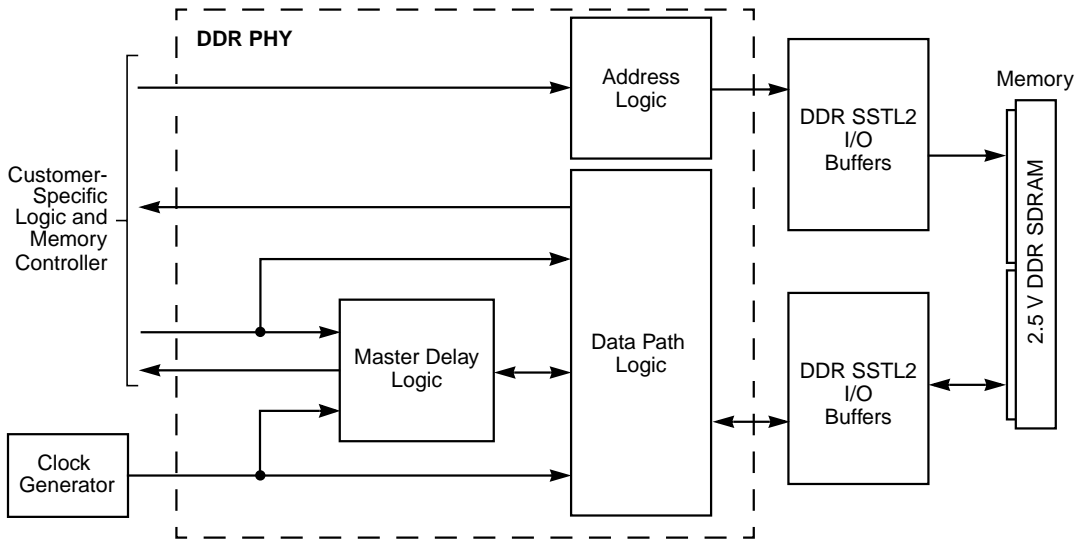 DDR PHY
Address
Logic
DDR SSTL2
I/O
Buffers
Memory
2.5 V DDR SDRAM
Customer-
Specific
Logic and
Memory
Controller
Master Delay
Logic
Data Path
Logic
DDR SSTL2
I/O
Buffers
Clock
Generator